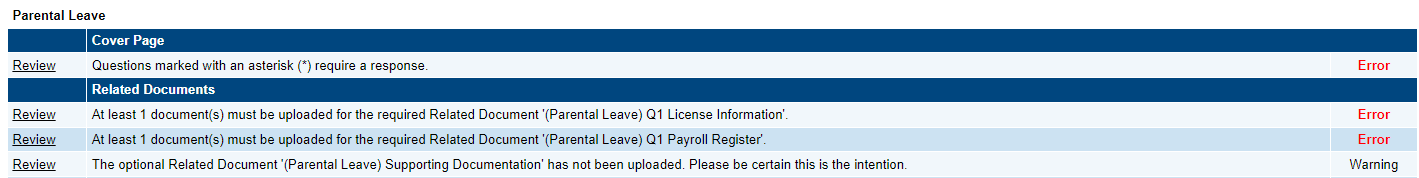 Parental Leave
Cover Page
Review Questions marked with an asterisk (*) require a response. Error
Related Documents
Review At least 1 document(s) must be uploaded for the required Related Document '(Parental Leave) Q1 License Information'. Error
Review At least 1 document(s) must be uploaded for the required Related Document '(Parental Leave) Q1 Payroll Register'. Error
Review The optional Related Document '(Parental Leave) Supporting Documentation' has not been uploaded. Please be certain this is the intention. Warning